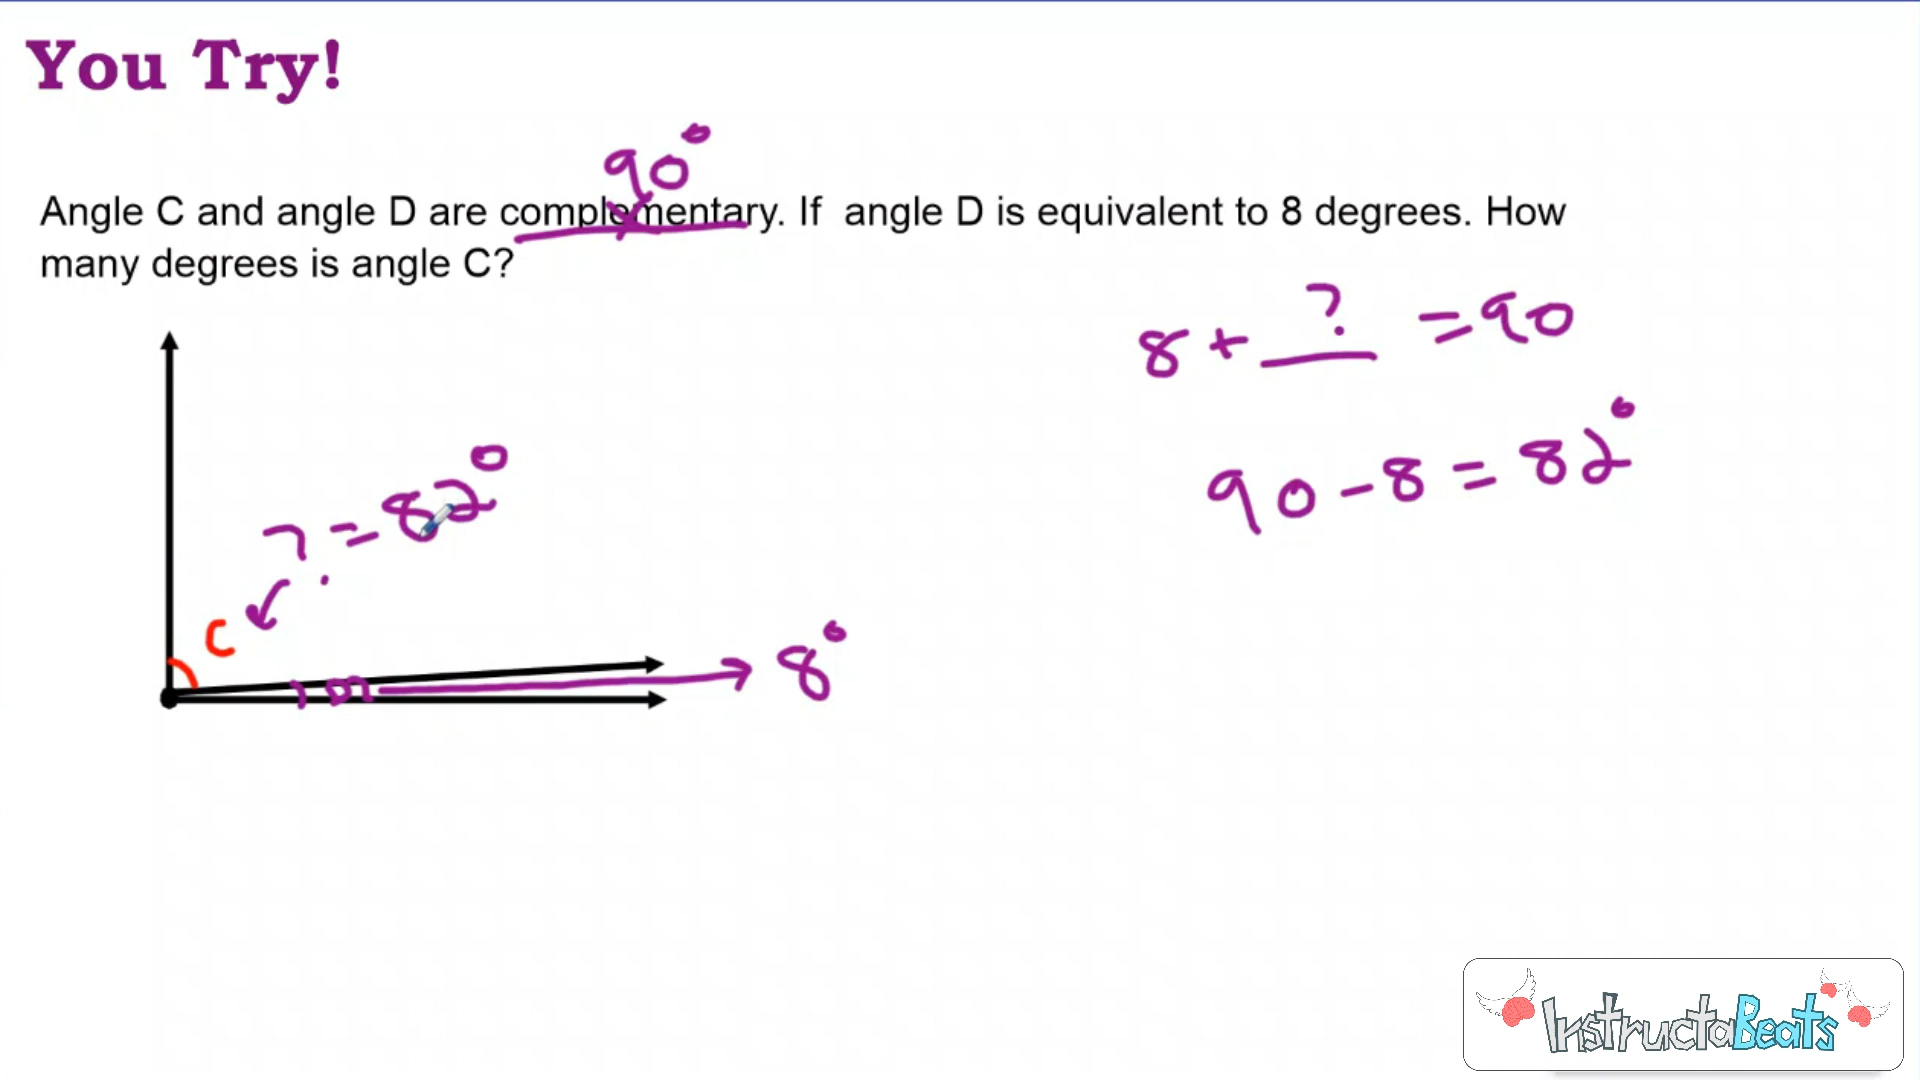 You Try!
90°
Angle C and angle D are complementary. If angle D is equivalent to 8 degrees. How
many degrees is angle C?
8 + ? = 90
90 - 8 = 82°
? = 82°
C
D
8°
InstructaBeats